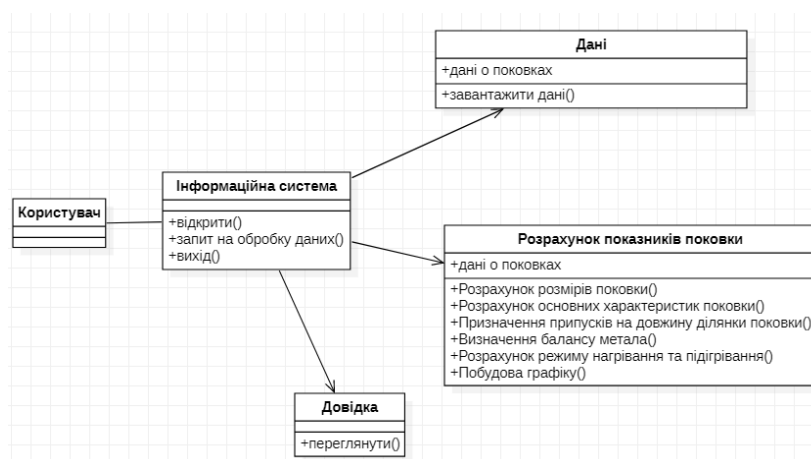 Дані
+дані о поковках
+завантажити дані()
Інформаційна система
+відкрити()
+запит на обробку даних()
+вихід()
Користувач
Розрахунок показників поковки
+дані о поковках
+Розрахунок розмірів поковки()
+Розрахунок основних характеристик поковки()
+Призначення припусків на довжину ділянки поковки()
+Визначення балансу метала()
+Розрахунок режиму нагрівання та підігрівання()
+Побудова графіку()
Довідка
+переглянути()